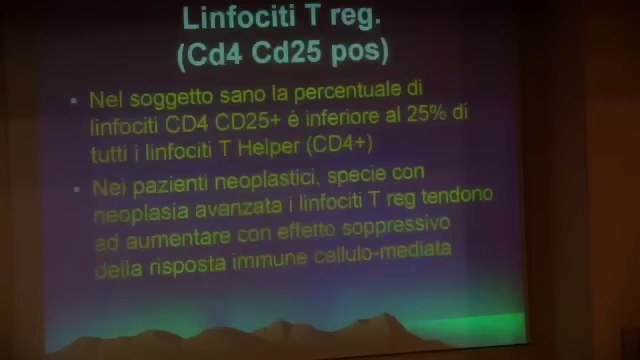 Linfociti T reg.
(Cd4 Cd25 pos)
• Nel soggetto sano la percentuale di
linfociti CD4 CD25+ é inferiore al 25% di
tutti i linfociti T Helper (CD4+)
• Nei pazienti neoplastici, specie con
neoplasia avanzata i linfociti T reg tendono
ad aumentare con effetto soppressivo
della risposta immune cellulo-mediata